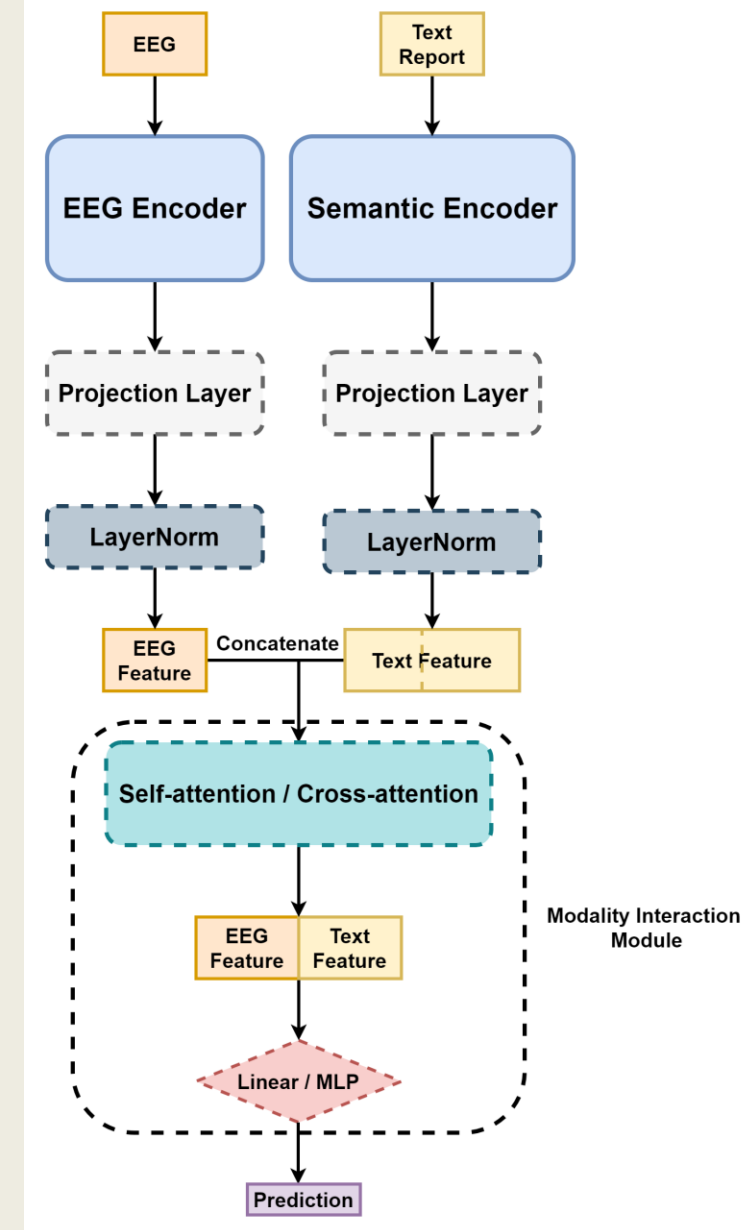 EEG
Text
Report
EEG Encoder
Semantic Encoder
Projection Layer
Projection Layer
LayerNorm
LayerNorm
EEG
Feature
Concatenate
Text Feature
Self-attention / Cross-attention
EEG
Feature
Text
Feature
Modality Interaction
Module
Linear / MLP
Prediction